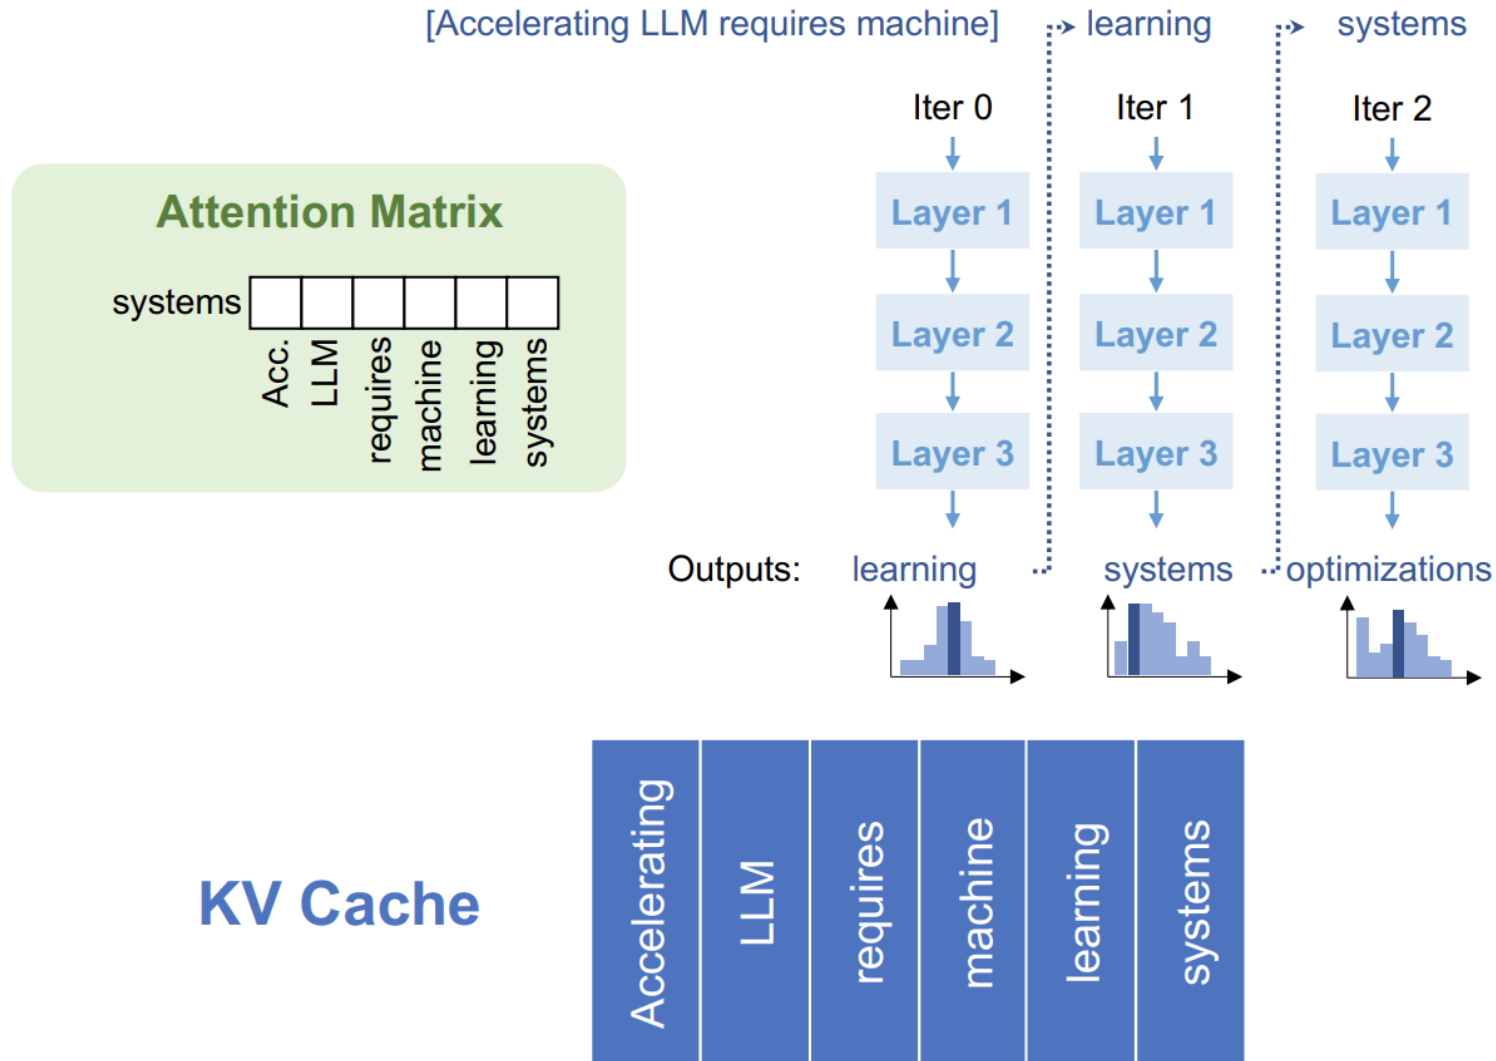 [Accelerating LLM requires machine] learning systems
Iter 0 Iter 1 Iter 2
Attention Matrix
systems
Acc. LLM requires machine learning systems
Layer 1 Layer 1 Layer 1
Layer 2 Layer 2 Layer 2
Layer 3 Layer 3 Layer 3
Outputs: learning systems optimizations
KV Cache
Accelerating LLM requires machine learning systems